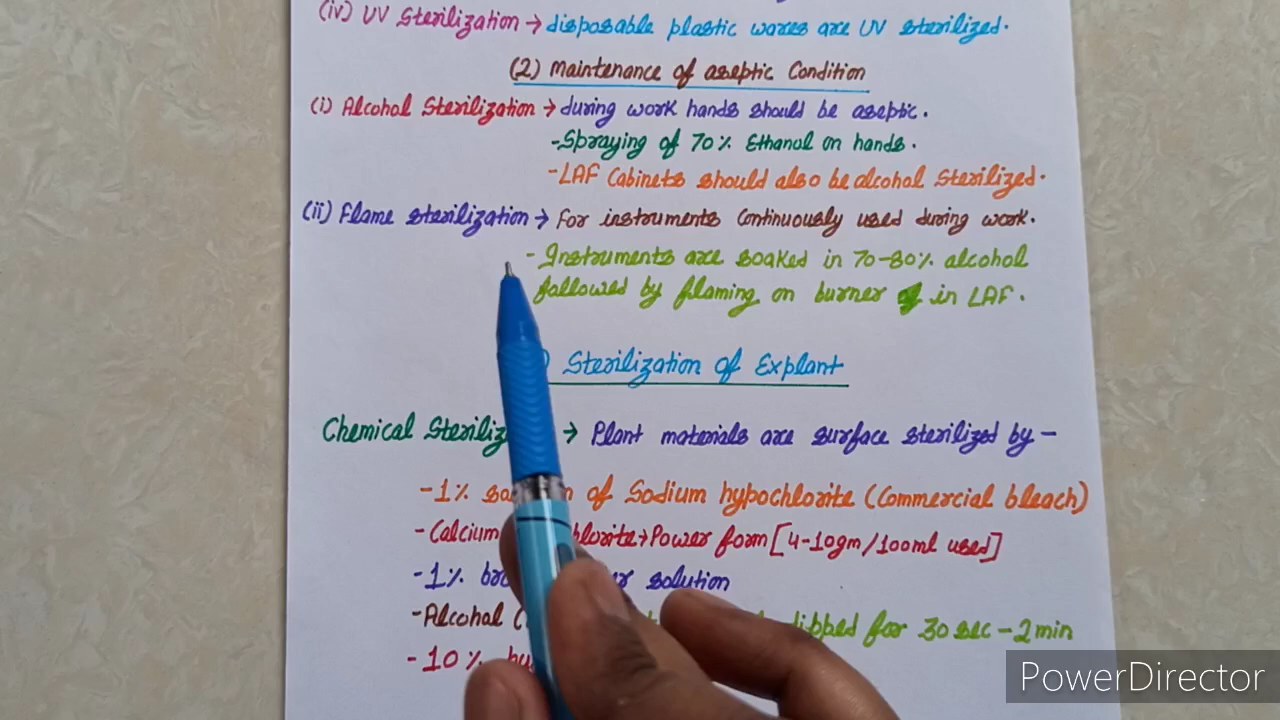 (iv) UV Sterilization → disposable plastic wares are UV sterilized.
(2) Maintenance of aseptic Condition
(i) Alcohol Sterilization → during work hands should be aseptic.
- Spraying of 70% Ethanol on hands.
- LAF Cabinets should also be alcohol Sterilized.
(ii) Flame sterilization → For instruments Continuously used during work.
- Instruments are soaked in 70-80% alcohol
followed by flaming on burner in LAF.
Sterilization of Explant
Chemical → Plant materials are surface sterilized by -
- 1% of Sodium hypochlorite (Commercial bleach)
- Calcium → Power form [4-10gm/100ml used]
- 1% solution
- Alcohol dipped for 30 sec - 2 min
- 10%
PowerDirector